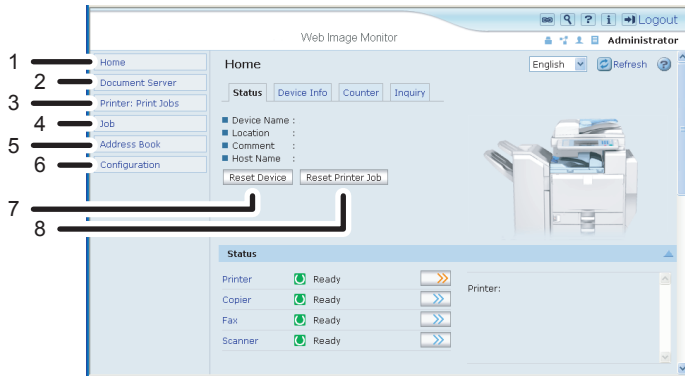 Logout
Web Image Monitor
Administrator
1
Home
2
Document Server
3
Printer: Print Jobs
4
Job
5
Address Book
6
Configuration
Home
English
Refresh
Status
Device Info
Counter
Inquiry
Device Name :
Location :
Comment :
Host Name :
Reset Device
Reset Printer Job
7
8
Status
Printer
Ready
Copier
Ready
Fax
Ready
Scanner
Ready
Printer: